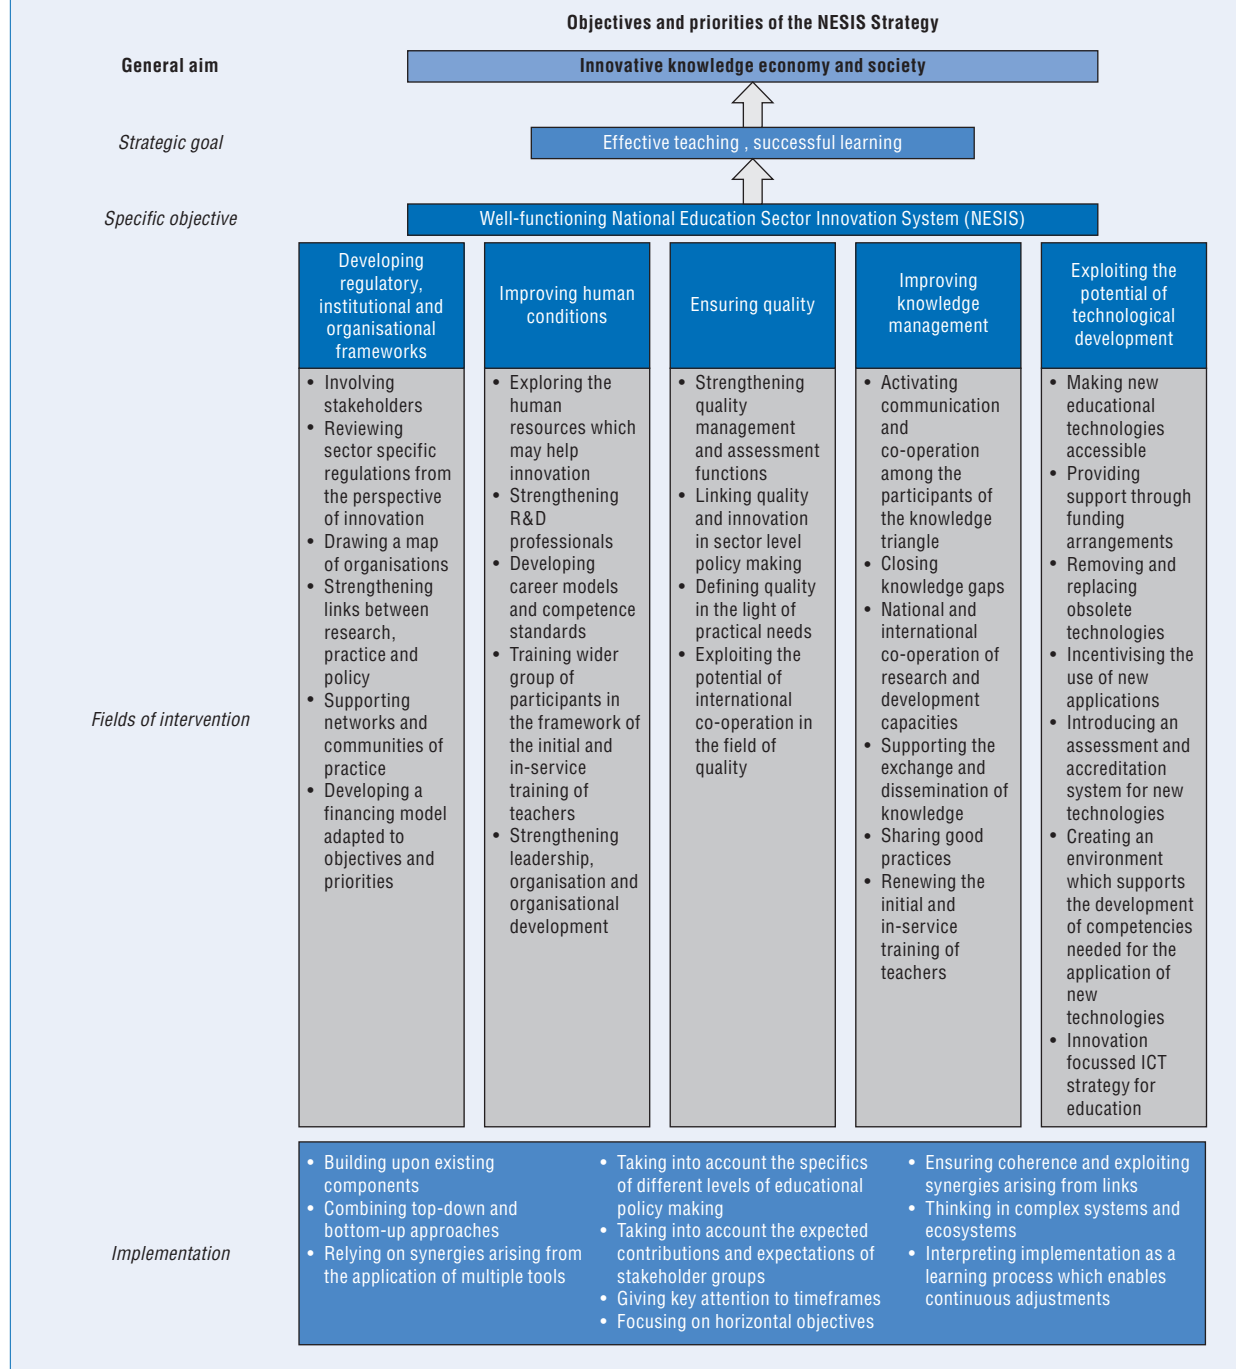 Objectives and priorities of the NESIS Strategy
General aim
Innovative knowledge economy and society
Strategic goal
Effective teaching , successful learning
Specific objective
Well-functioning National Education Sector Innovation System (NESIS)
Developing
regulatory,
institutional and
organisational
frameworks
Improving human
conditions
Ensuring quality
Improving
knowledge
management
Exploiting the
potential of
technological
development
Fields of intervention
• Involving
stakeholders
• Reviewing
sector specific
regulations from
the perspective
of innovation
• Drawing a map
of organisations
• Strengthening
links between
research,
practice and
policy
• Supporting
networks and
communities of
practice
• Developing a
financing model
adapted to
objectives and
priorities
• Exploring the
human
resources which
may help
innovation
• Strengthening
R&D
professionals
• Developing
career models
and competence
standards
• Training wider
group of
participants in
the framework of
the initial and
in-service
training of
teachers
• Strengthening
leadership,
organisation and
organisational
development
• Strengthening
quality
management
and assessment
functions
• Linking quality
and innovation
in sector level
policy making
• Defining quality
in the light of
practical needs
• Exploiting the
potential of
international
co-operation in
the field of
quality
• Activating
communication
and
co-operation
among the
participants of
the knowledge
triangle
• Closing
knowledge gaps
• National and
international
co-operation of
research and
development
capacities
• Supporting the
exchange and
dissemination of
knowledge
• Sharing good
practices
• Renewing the
initial and
in-service
training of
teachers
• Making new
educational
technologies
accessible
• Providing
support through
funding
arrangements
• Removing and
replacing
obsolete
technologies
• Incentivising the
use of new
applications
• Introducing an
assessment and
accreditation
system for new
technologies
• Creating an
environment
which supports
the development
of competencies
needed for the
application of
new
technologies
• Innovation
focussed ICT
strategy for
education
Implementation
• Building upon existing
components
• Combining top-down and
bottom-up approaches
• Relying on synergies arising from
the application of multiple tools
• Taking into account the specifics
of different levels of educational
policy making
• Taking into account the expected
contributions and expectations of
stakeholder groups
• Giving key attention to timeframes
• Focusing on horizontal objectives
• Ensuring coherence and exploiting
synergies arising from links
• Thinking in complex systems and
ecosystems
• Interpreting implementation as a
learning process which enables
continuous adjustments